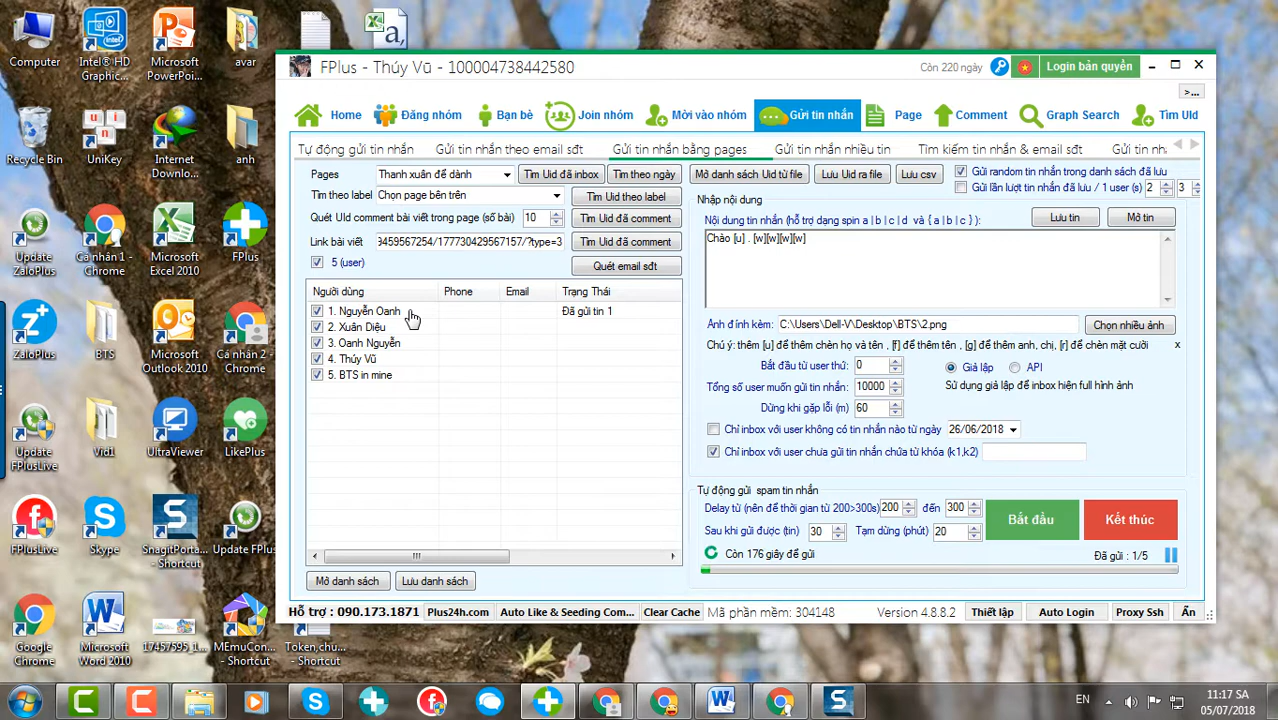 Computer
Intel® HD
Graphic...
Microsoft
PowerPoi...
avar
a,
Recycle Bin
UniKey
Internet
Downlo...
anh
Update
ZaloPlus
Cá nhân 1 -
Chrome
Microsoft
Excel 2010
FPlus
ZaloPlus
BTS
Microsoft
Outlook 2010
Cá nhân 2 -
Chrome
Update
FPlusLive
Vid1
UltraViewer
LikePlus
FPlusLive
Skype
SnagitPorta...
- Shortcut
Update FPlus
Google
Chrome
Microsoft
Word 2010
17457595_1...
MEmuCon...
- Shortcut
Token,chu...
- Shortcut
FPlus - Thúy Vũ - 100004738442580
Còn 220 ngày
Login bản quyền
>...
Home
Đăng nhóm
Bạn bè
Join nhóm
Mời vào nhóm
Gửi tin nhắn
Page
Comment
Graph Search
Tìm UId
Tự động gửi tin nhắn
Gửi tin nhắn theo email sđt
Gửi tin nhắn bằng pages
Gửi tin nhắn nhiều tin
Tìm kiếm tin nhắn & email sđt
Gửi tin nh
Pages
Thanh xuân để dành
Tìm Uid đã inbox
Tìm theo ngày
Mở danh sách Uid từ file
Lưu Uid ra file
Lưu csv
Gửi random tin nhắn trong danh sách đã lưu
Gửi lần lượt tin nhắn đã lưu / 1 user (s)
2
3
Tìm theo label
Chọn page bên trên
Tìm Uid theo label
Quét UId comment bài viết trong page (số bài)
10
Tìm Uid đã comment
Link bài viết
3459567254/177730429567157/?type=3
Tìm Uid đã comment
5 (user)
Quét email sđt
Người dùng
Phone
Email
Trạng Thái
1. Nguyễn Oanh
Đã gửi tin 1
2. Xuân Diệu
3. Oanh Nguyễn
4. Thúy Vũ
5. BTS in mine
Mở danh sách
Lưu danh sách
Nhập nội dung
Nội dung tin nhắn (hỗ trợ dạng spin a | b | c | d và { a | b | c } ;
Lưu tin
Mở tin
Chào [u] . [w][w][w][w]
Ảnh đính kèm:
C:\Users\Dell-V\Desktop\BTS\2.png
Chọn nhiều ảnh
Chú ý: thêm [u] để thêm chèn họ và tên , [f] để thêm tên , [g] để thêm anh, chị, [r] để chèn mặt cười
x
Bắt đầu từ user thứ:
0
Giả lập
API
Tổng số user muốn gửi tin nhắn:
10000
Sử dụng giả lập để inbox hiện full hình ảnh
Dừng khi gặp lỗi (m)
60
Chỉ inbox với user không có tin nhắn nào từ ngày
26/06/2018
Chỉ inbox với user chưa gửi tin nhắn chứa từ khóa (k1,k2)
Tự động gửi spam tin nhắn
Delay từ (nên để thời gian từ 200>300s)
200
đến
300
Bắt đầu
Kết thúc
Sau khi gửi được (tin)
30
Tạm dừng (phút)
20
Còn 176 giây để gửi
Đã gửi : 1/5
Hỗ trợ : 090.173.1871
Plus24h.com
Auto Like & Seeding Com...
Clear Cache
Mã phần mềm: 304148
Version 4.8.8.2
Thiết lập
Auto Login
Proxy Ssh
Ẩn
EN
11:17 SA
05/07/2018